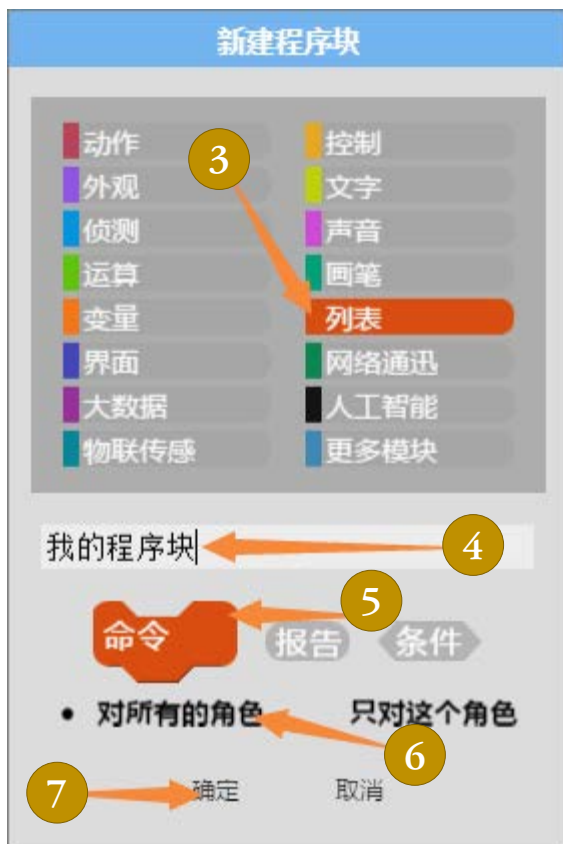 新建程序块
动作 控制
3
外观 文字
侦测 声音
运算 画笔
变量 列表
界面 网络通讯
大数据 人工智能
物联传感 更多模块
我的程序块 4
5
命令 报告 条件
• 对所有的角色 只对这个角色
6
7 确定 取消